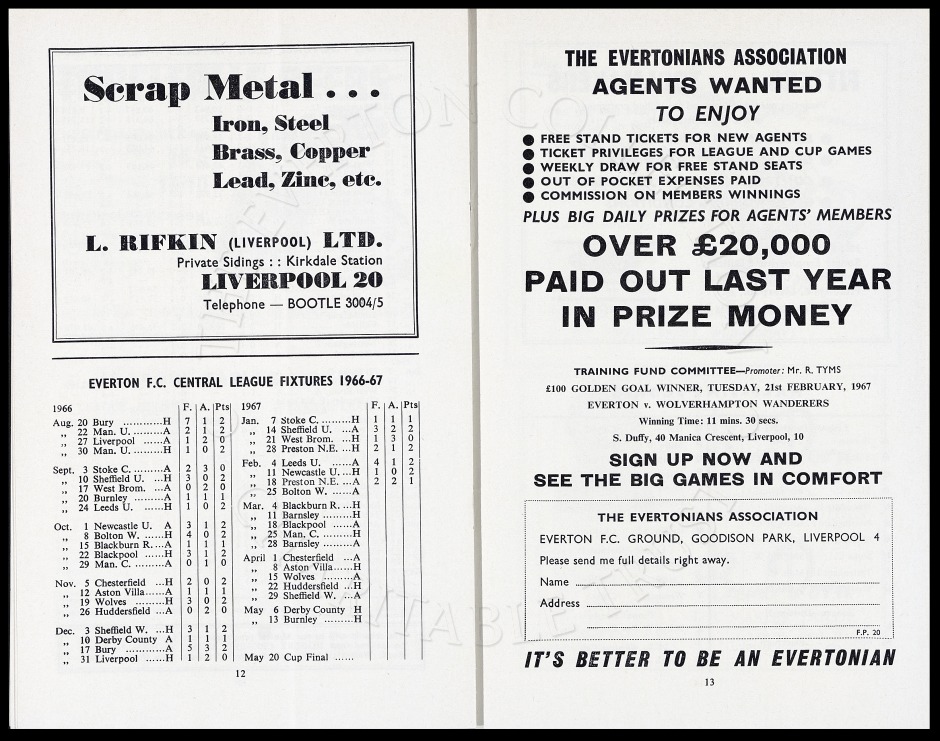 Scrap Metal . . .
Iron, Steel
Brass, Copper
Lead, Zinc, etc.
L. RIFKIN (LIVERPOOL) LTD.
Private Sidings : : Kirkdale Station
LIVERPOOL 20
Telephone — BOOTLE 3004/5
EVERTON F.C. CENTRAL LEAGUE FIXTURES 1966-67
1966 F. A. Pts
Aug. 20 Bury ...........H 7 1 2
„ 22 Man. U. .........A 2 1 2
„ 27 Liverpool ......A 1 2 0
„ 30 Man. U. .........H 1 0 2
Sept. 3 Stoke C. .........A 2 3 0
„ 10 Sheffield U. ...H 3 0 2
„ 17 West Brom. ...A 0 2 0
„ 20 Burnley .........A 1 1 1
„ 24 Leeds U. .........H 1 0 2
Oct. 1 Newcastle U. A 3 1 2
„ 8 Bolton W. ......H 4 0 2
„ 15 Blackburn R. ...A 1 1 1
„ 22 Blackpool ......H 3 1 2
„ 29 Man. C. .........A 0 1 0
Nov. 5 Chesterfield ...H 2 0 2
„ 12 Aston Villa......A 1 1 1
„ 19 Wolves .........H 3 0 2
„ 26 Huddersfield ...A 0 2 0
Dec. 3 Sheffield W. ...H 3 1 2
„ 10 Derby County A 1 1 1
„ 17 Bury ............A 5 3 2
„ 31 Liverpool ......H 1 2 0
1967 F. A. Pts
Jan. 7 Stoke C. .........H 1 1 1
„ 14 Sheffield U. ...A 3 2 2
„ 21 West Brom. ...H 1 3 0
„ 28 Preston N.E. ...H 2 1 2
Feb. 4 Leeds U. ......A 4 1 2
„ 11 Newcastle U. ...H 1 0 2
„ 18 Preston N.E. ...A 2 2 1
„ 25 Bolton W. ......A
Mar. 4 Blackburn R. ...H
„ 11 Barnsley .........H
„ 18 Blackpool ......A
„ 25 Man. C. .........H
„ 28 Barnsley .........A
April 1 Chesterfield ...A
„ 8 Aston Villa......H
„ 15 Wolves .........A
„ 22 Huddersfield ...H
„ 29 Sheffield W. ...A
May 6 Derby County H
„ 13 Burnley .........H
May 20 Cup Final ......
12
THE EVERTONIANS ASSOCIATION
AGENTS WANTED
TO ENJOY
● FREE STAND TICKETS FOR NEW AGENTS
● TICKET PRIVILEGES FOR LEAGUE AND CUP GAMES
● WEEKLY DRAW FOR FREE STAND SEATS
● OUT OF POCKET EXPENSES PAID
● COMMISSION ON MEMBERS WINNINGS
PLUS BIG DAILY PRIZES FOR AGENTS' MEMBERS
OVER £20,000
PAID OUT LAST YEAR
IN PRIZE MONEY
TRAINING FUND COMMITTEE—Promoter: Mr. R. TYMS
£100 GOLDEN GOAL WINNER, TUESDAY, 21st FEBRUARY, 1967
EVERTON v. WOLVERHAMPTON WANDERERS
Winning Time: 11 mins. 30 secs.
S. Duffy, 40 Manica Crescent, Liverpool, 10
SIGN UP NOW AND
SEE THE BIG GAMES IN COMFORT
THE EVERTONIANS ASSOCIATION
EVERTON F.C. GROUND, GOODISON PARK, LIVERPOOL 4
Please send me full details right away.
Name
Address
F.P. 20
IT'S BETTER TO BE AN EVERTONIAN
13